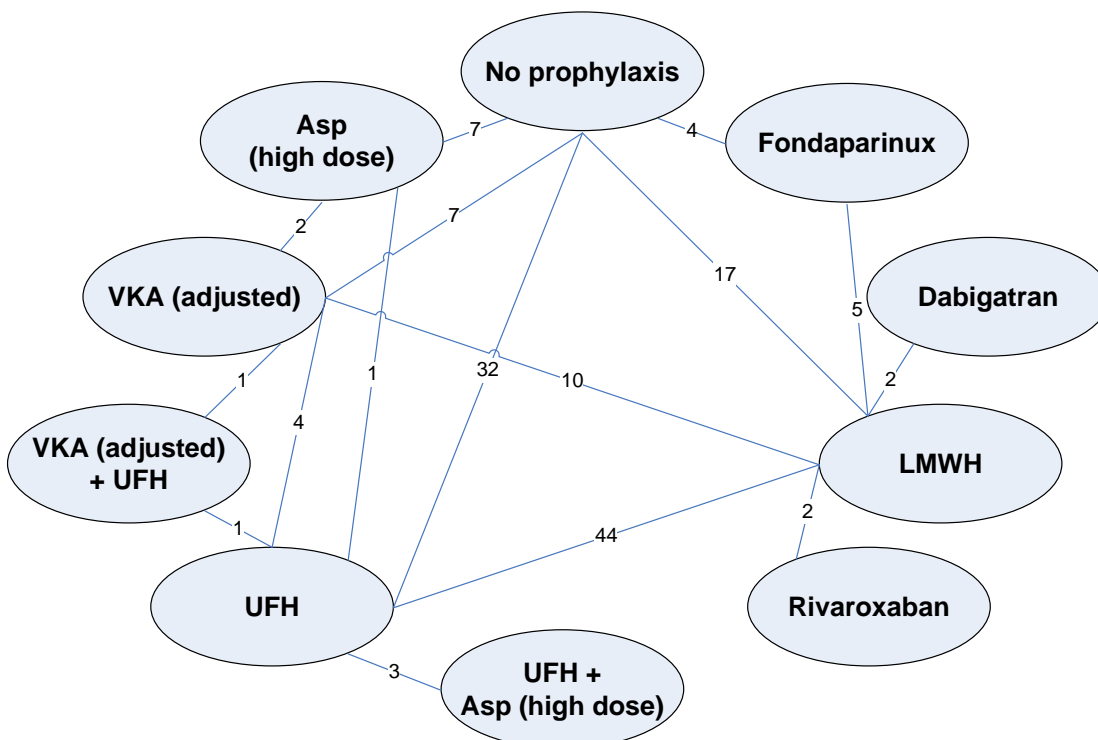 No prophylaxis
Asp
(high dose)
7
4
Fondaparinux
2
7
VKA (adjusted)
17
Dabigatran
5
1
4
1
32
10
2
VKA (adjusted)
+ UFH
LMWH
1
44
2
UFH
Rivaroxaban
3
UFH +
Asp (high dose)